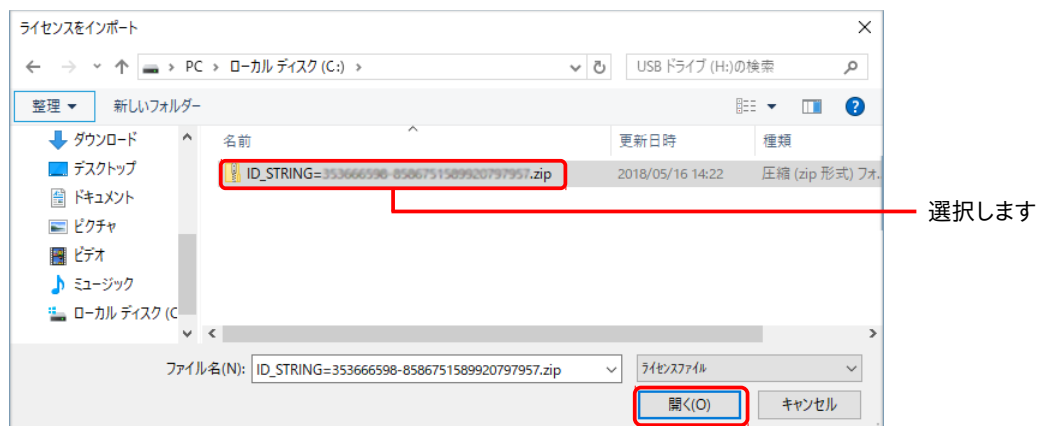 ライセンスをインポート
PC › ローカル ディスク (C:) ›
USB ドライブ (H:)の検索
整理 新しいフォルダー
ダウンロード
デスクトップ
ドキュメント
ピクチャ
ビデオ
ミュージック
ローカル ディスク (C
名前 更新日時 種類
ID_STRING=353666598-8586751589920797957.zip 2018/05/16 14:22 圧縮 (zip 形式) フォ.
選択します
ファイル名(N): ID_STRING=353666598-8586751589920797957.zip ライセンスファイル
開く(O) キャンセル